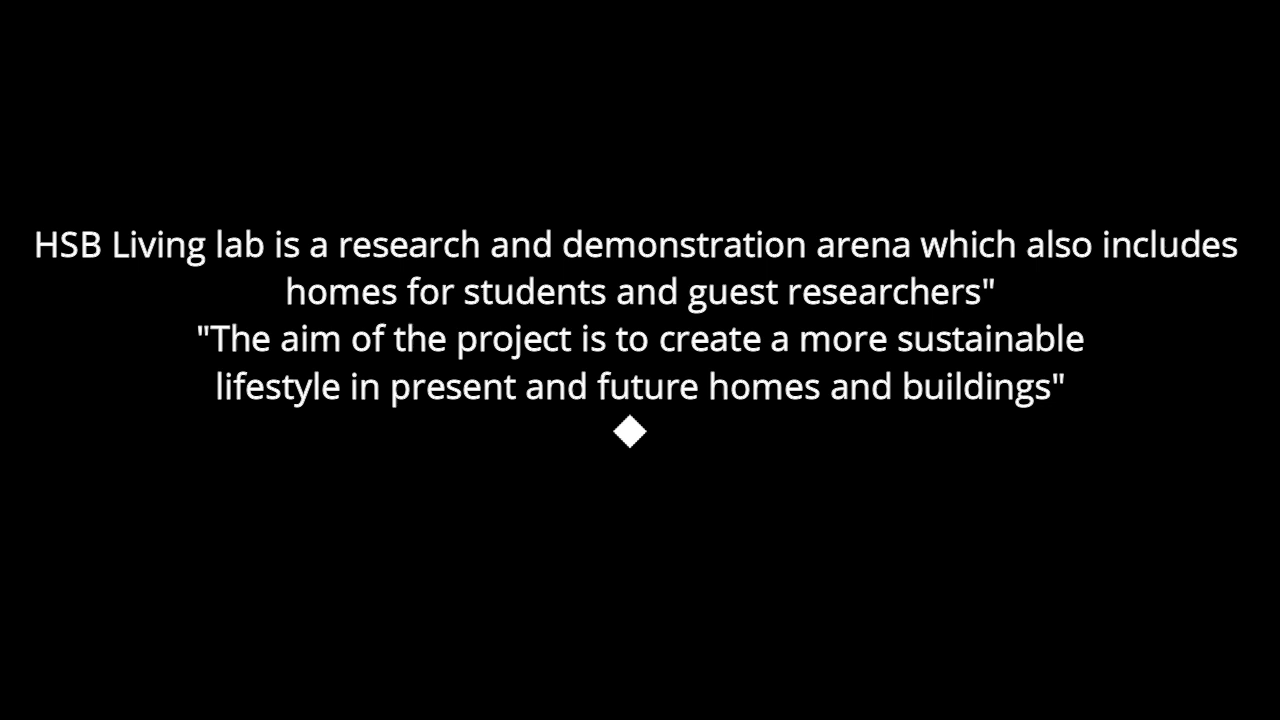 HSB Living lab is a research and demonstration arena which also includes
homes for students and guest researchers"
"The aim of the project is to create a more sustainable
lifestyle in present and future homes and buildings"